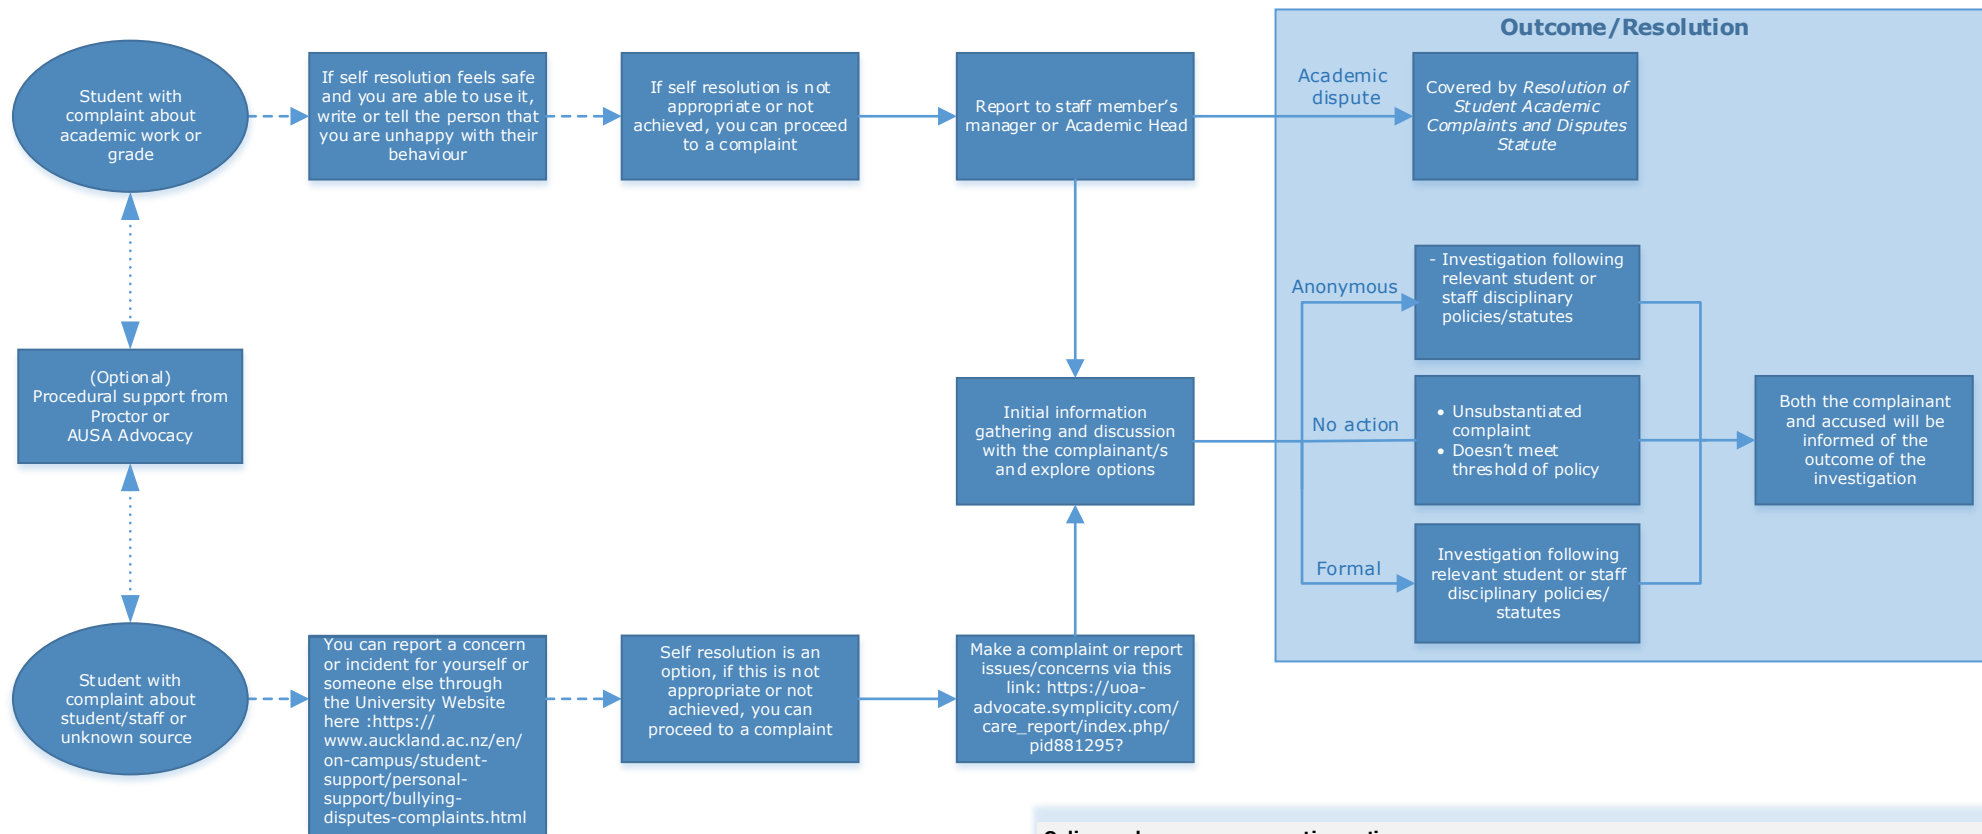 Outcome/Resolution
Student with
complaint about
academic work or
grade
If self resolution feels safe
and you are able to use it,
write or tell the person that
you are unhappy with their
behaviour
If self resolution is not
appropriate or not
achieved, you can proceed
to a complaint
Report to staff member's
manager or Academic Head
Academic
dispute
Covered by Resolution of
Student Academic
Complaints and Disputes
Statute
(Optional)
Procedural support from
Proctor or
AUSA Advocacy
Initial information
gathering and discussion
with the complainant/s
and explore options
Anonymous
- Investigation following
relevant student or
staff disciplinary
policies/statutes
No action
• Unsubstantiated
complaint
• Doesn't meet
threshold of policy
Formal
Investigation following
relevant student or staff
disciplinary policies/
statutes
Both the complainant
and accused will be
informed of the
outcome of the
investigation
Student with
complaint about
student/staff or
unknown source
You can report a concern
or incident for yourself or
someone else through
the University Website
here :https://
www.auckland.ac.nz/en/
on-campus/student-
support/personal-
support/bullying-
disputes-complaints.html
Self resolution is an
option, if this is not
appropriate or not
achieved, you can
proceed to a complaint
Make a complaint or report
issues/concerns via this
link: https://uoa-
advocate.symplicity.com/
care_report/index.php/
pid881295?